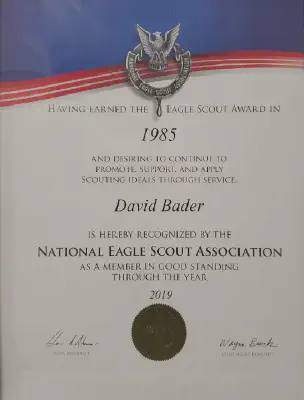 HAVING EARNED THE EAGLE SCOUT AWARD IN
1985
AND DESIRING TO CONTINUE TO
PROMOTE, SUPPORT, AND APPLY
SCOUTING IDEALS THROUGH SERVICE,
David Bader
IS HEREBY RECOGNIZED BY THE
NATIONAL EAGLE SCOUT ASSOCIATION
AS A MEMBER IN GOOD STANDING
THROUGH THE YEAR
2019